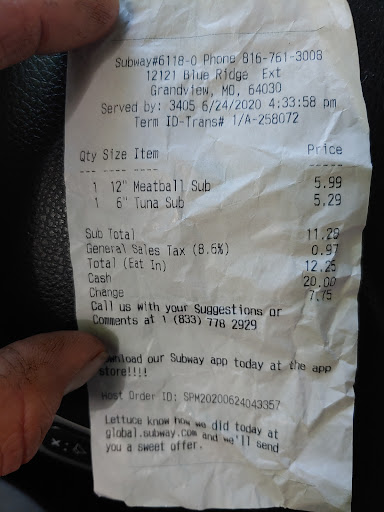 Subway#6118-0 Phone 816-761-3008
12121 Blue Ridge Ext
Grandview, MO, 64030
Served by: 3405 6/24/2020 4:33:58 pm
Term ID-Trans# 1/A-258072
Qty Size Item Price
--- ---- ---- -----
1 12" Meatball Sub 5.99
1 6" Tuna Sub 5.29
Sub Total 11.29
General Sales Tax (8.6%) 0.97
Total (Eat In) 12.25
Cash 20.00
Change 7.75
Call us with your Suggestions or
Comments at 1 (833) 778 2929
wnload our Subway app today at the app
store!!!!
Host Order ID: SPM20200624043357
Lettuce know how we did today at
global.subway.com and we'll send
you a sweet offer.